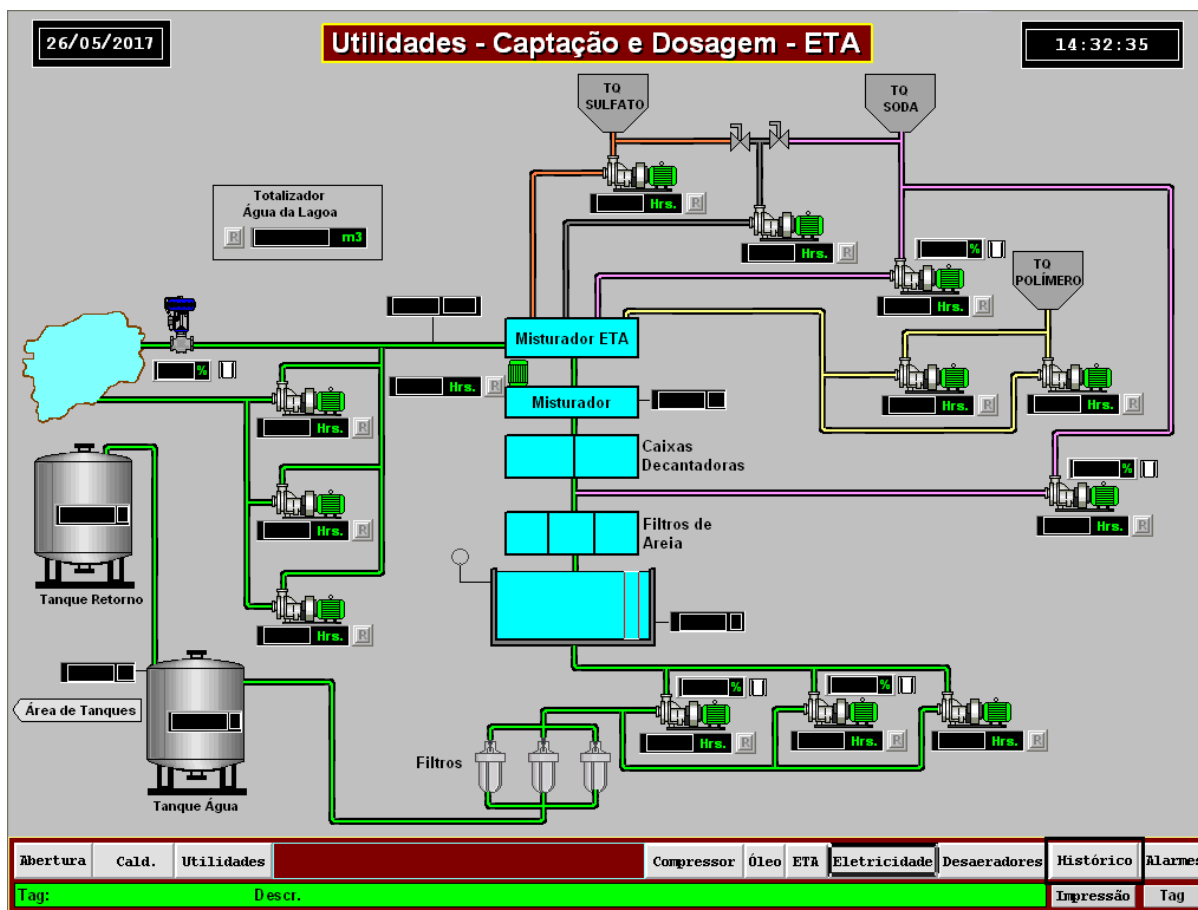 26/05/2017
Utilidades - Captação e Dosagem - ETA
14:32:35
TQ
SULFATO
TQ
SODA
Totalizador
Água da Lagoa
R
m3
Hrs.
R
Hrs.
R
%
TQ
POLÍMERO
Hrs.
R
Misturador ETA
%
Hrs.
R
Misturador
Hrs.
R
Hrs.
R
Hrs.
R
Caixas
Decantadoras
%
Hrs.
R
Filtros de
Areia
Hrs.
R
Tanque Retorno
Hrs.
R
Área de Tanques
%
%
Hrs.
R
Hrs.
R
Hrs.
R
Filtros
Tanque Água
Abertura
Cald.
Utilidades
Compressor
Óleo
ETA
Eletricidade
Desaeradores
Histórico
Alarmes
Tag:
Descr.
Impressão
Tag